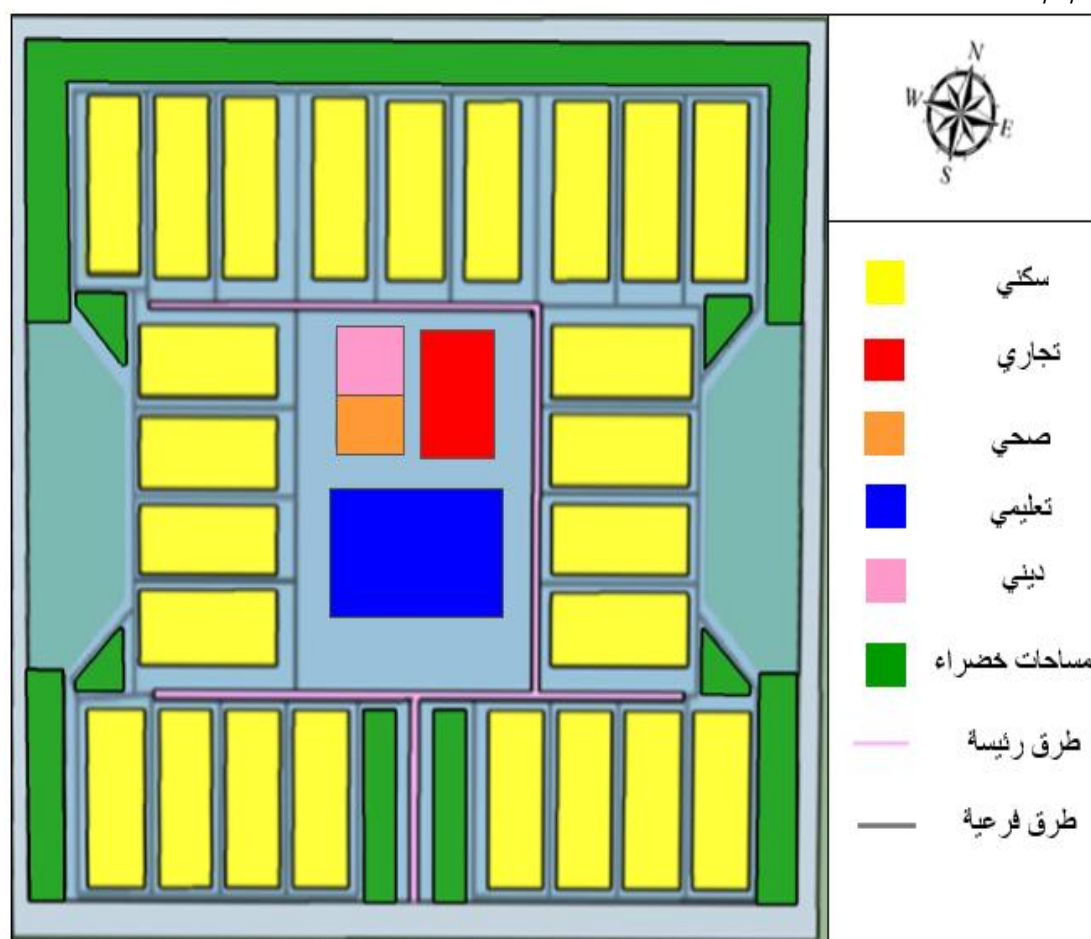 N
W
E
S
سكني
تجاري
صحي
تعليمي
ديني
مساحات خضراء
طرق رئيسة
طرق فرعية